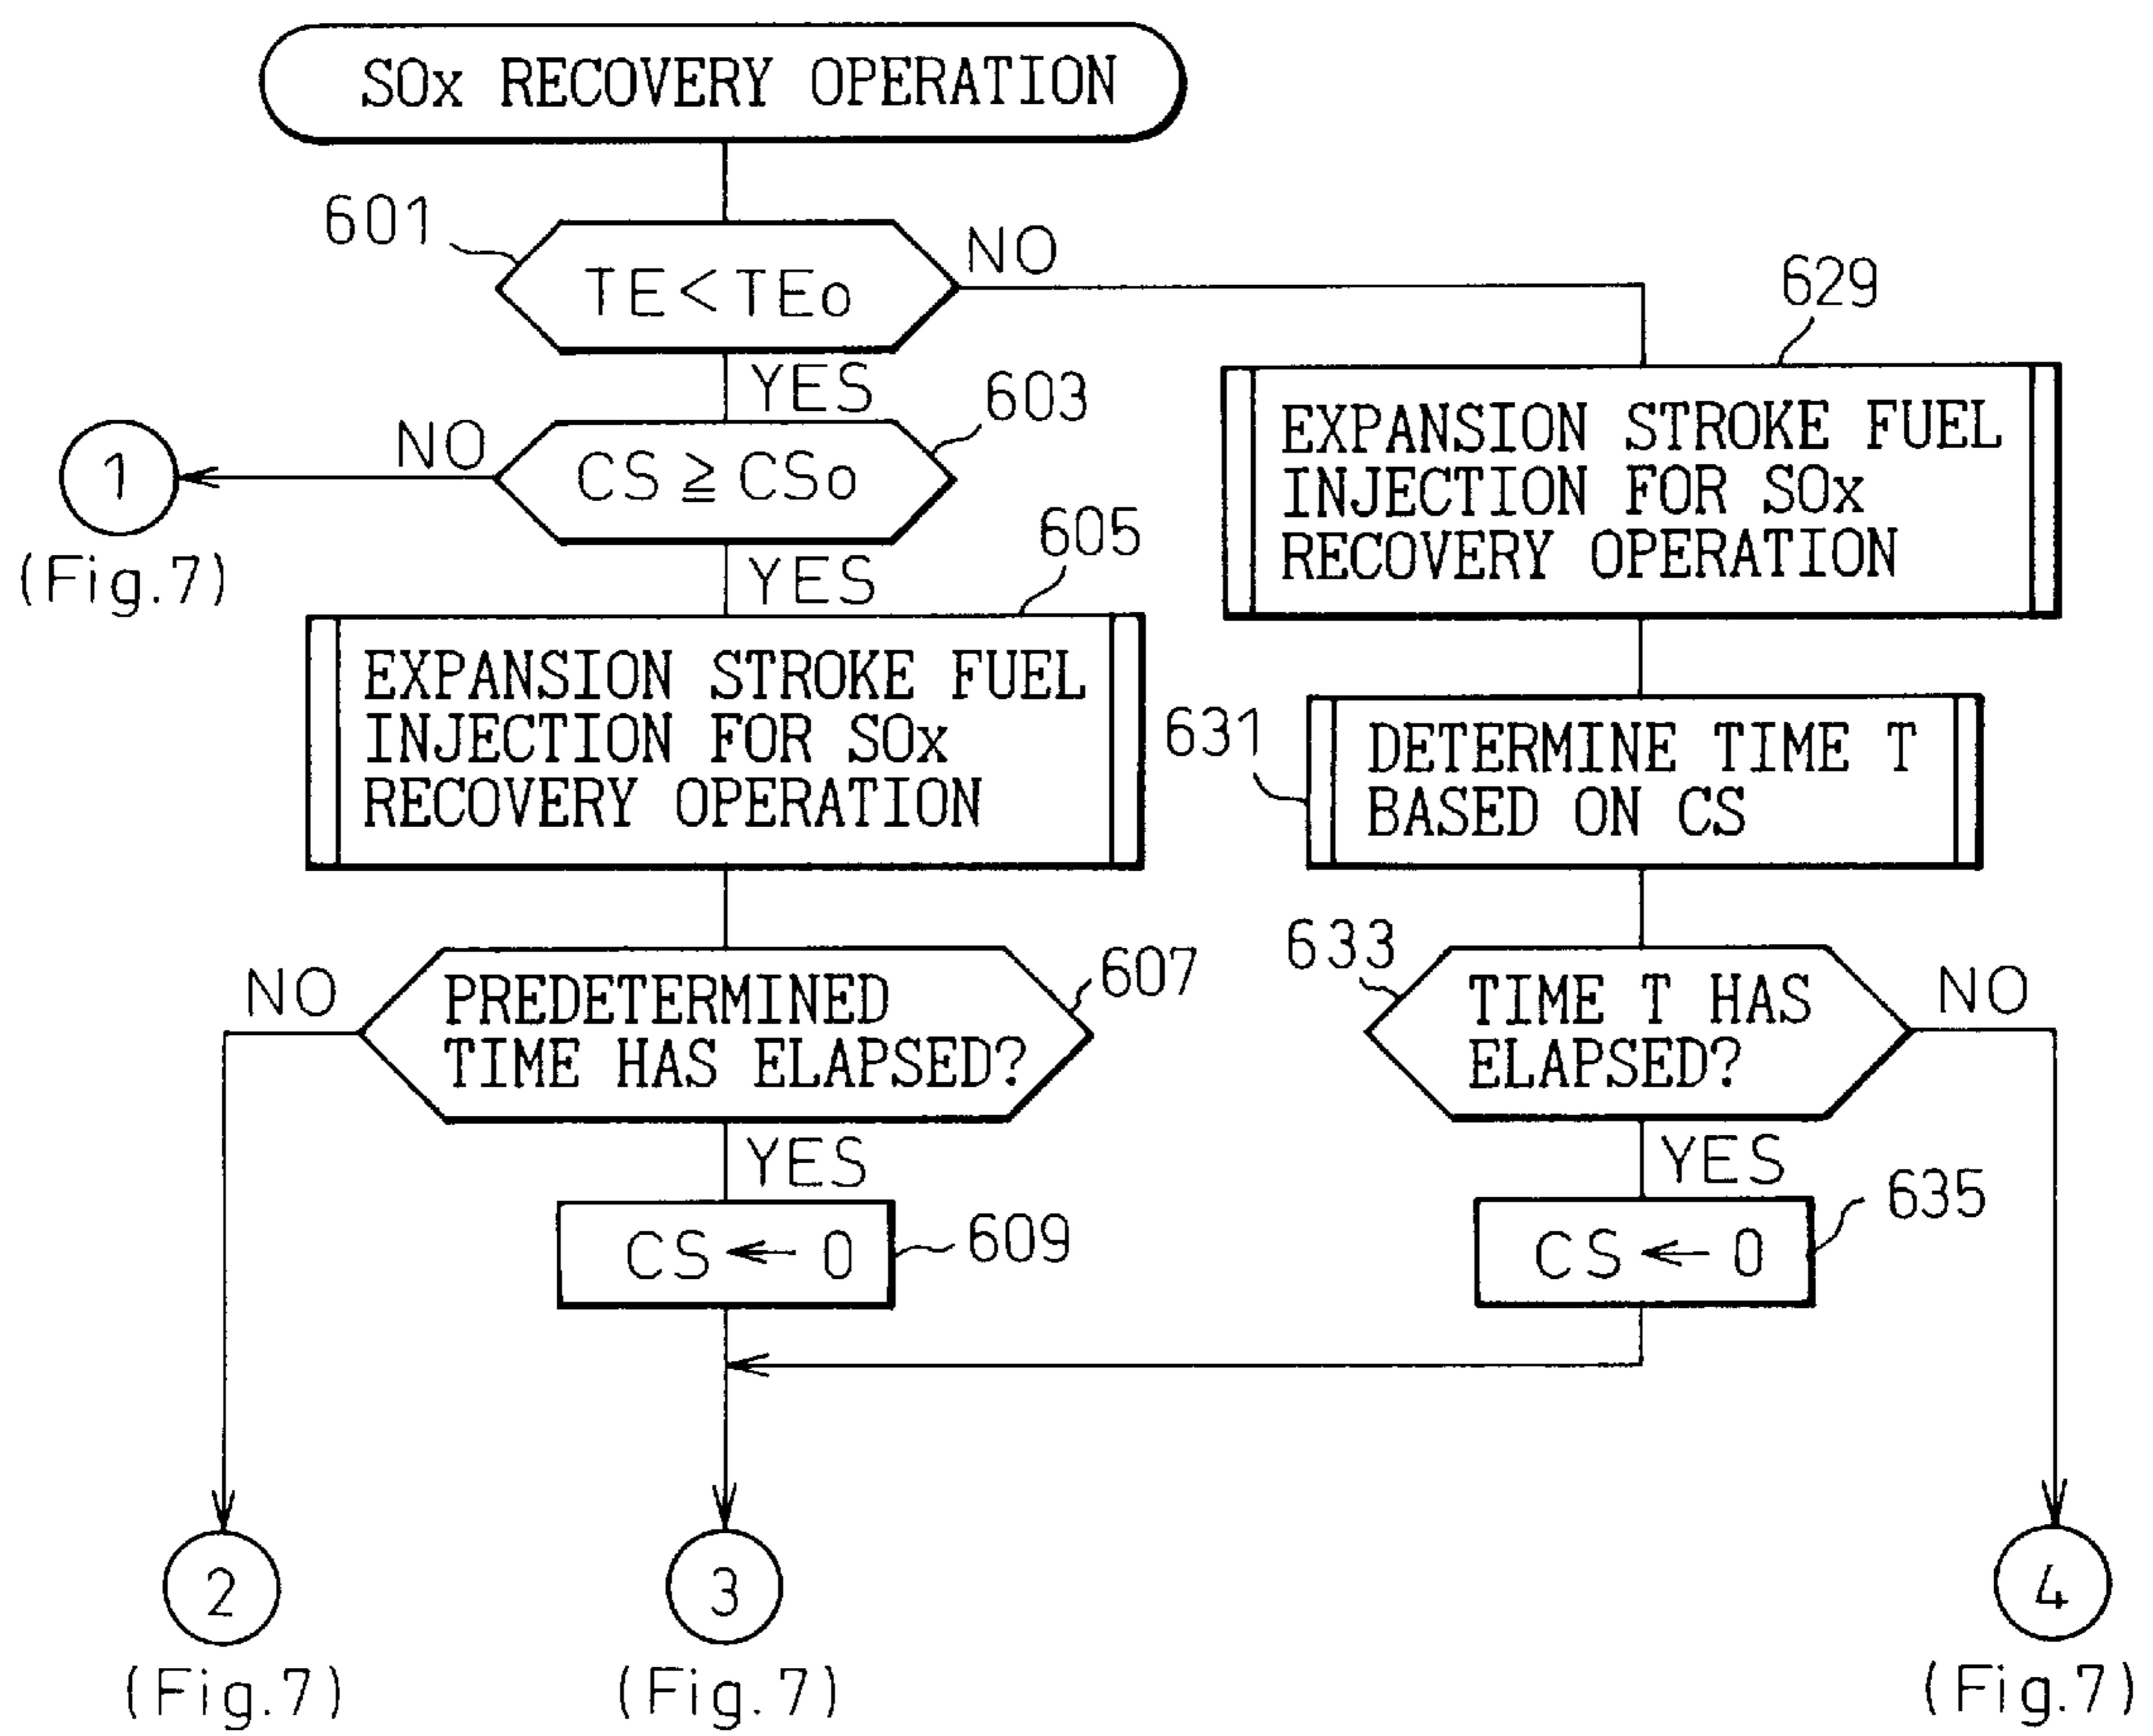 SOx RECOVERY OPERATION
601
TE<TEo
NO
YES
629
603
NO
CS≧CSo
1
(Fig.7)
YES
605
EXPANSION STROKE FUEL
INJECTION FOR SOx
RECOVERY OPERATION
EXPANSION STROKE FUEL
INJECTION FOR SOx
RECOVERY OPERATION
631
DETERMINE TIME T
BASED ON CS
NO
PREDETERMINED
TIME HAS ELAPSED?
607
633
TIME T HAS
ELAPSED?
NO
YES
CS←0
609
YES
CS←0
635
2
(Fig.7)
3
(Fig.7)
4
(Fig.7)